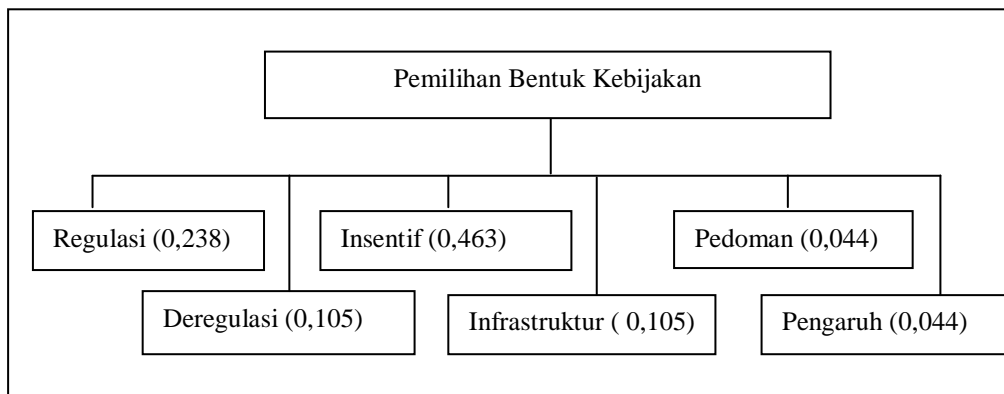 Pemilihan Bentuk Kebijakan
Regulasi (0,238)
Insentif (0,463)
Pedoman (0,044)
Deregulasi (0,105)
Infrastruktur ( 0,105)
Pengaruh (0,044)